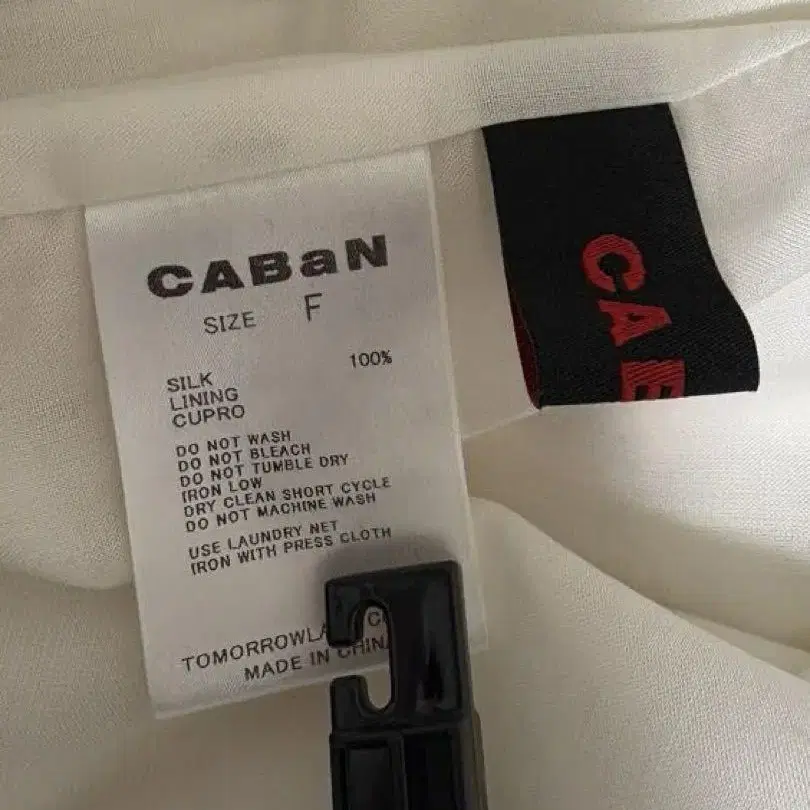 CABaN
SIZE F
SILK 100%
LINING
CUPRO
DO NOT WASH
DO NOT BLEACH
DO NOT TUMBLE DRY
IRON LOW
DRY CLEAN SHORT CYCLE
DO NOT MACHINE WASH
USE LAUNDRY NET
IRON WITH PRESS CLOTH
MADE IN CHINA
CAB